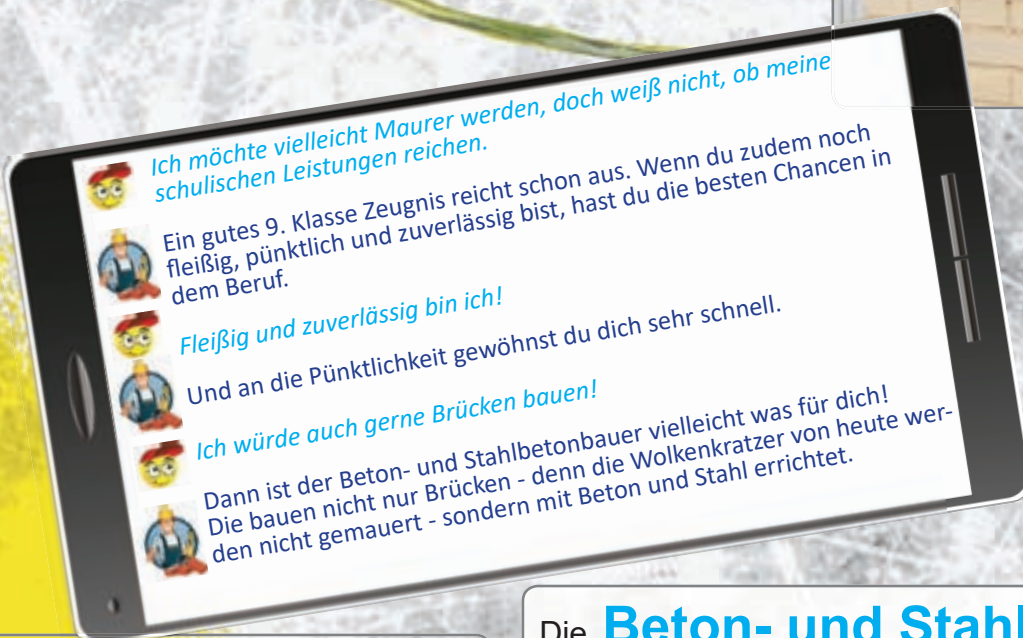 Ich möchte vielleicht Maurer werden, doch weiß nicht, ob meine
schulischen Leistungen reichen.
Ein gutes 9. Klasse Zeugnis reicht schon aus. Wenn du zudem noch
fleißig, pünktlich und zuverlässig bist, hast du die besten Chancen in
dem Beruf.
Fleißig und zuverlässig bin ich!
Und an die Pünktlichkeit gewöhnst du dich sehr schnell.
Ich würde auch gerne Brücken bauen!
Dann ist der Beton- und Stahlbetonbauer vielleicht was für dich!
Die bauen nicht nur Brücken - denn die Wolkenkratzer von heute wer-
den nicht gemauert - sondern mit Beton und Stahl errichtet.
Die Beton- und Stahl